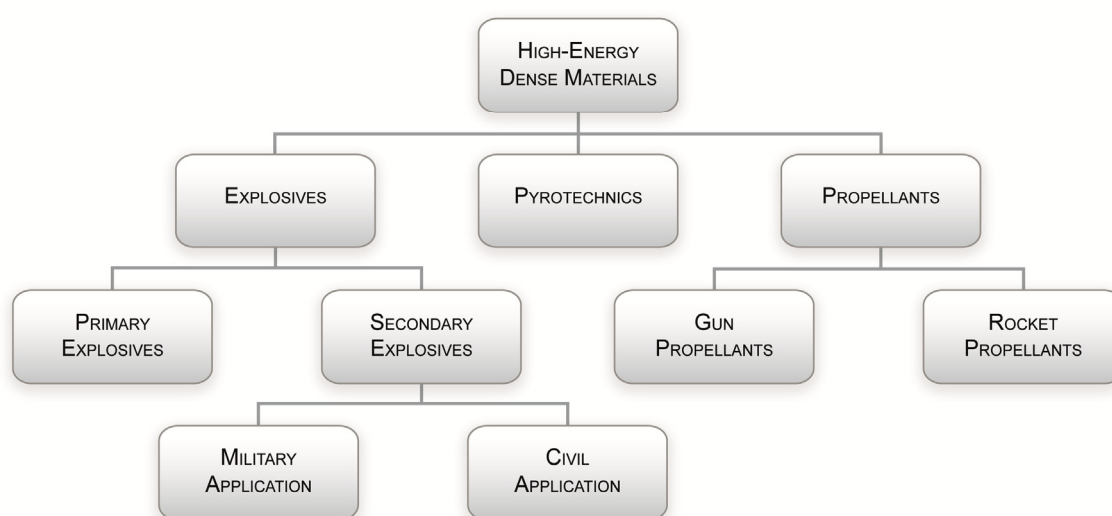 High-Energy
Dense Materials
Explosives
Pyrotechnics
Propellants
Primary
Explosives
Secondary
Explosives
Gun
Propellants
Rocket
Propellants
Military
Application
Civil
Application